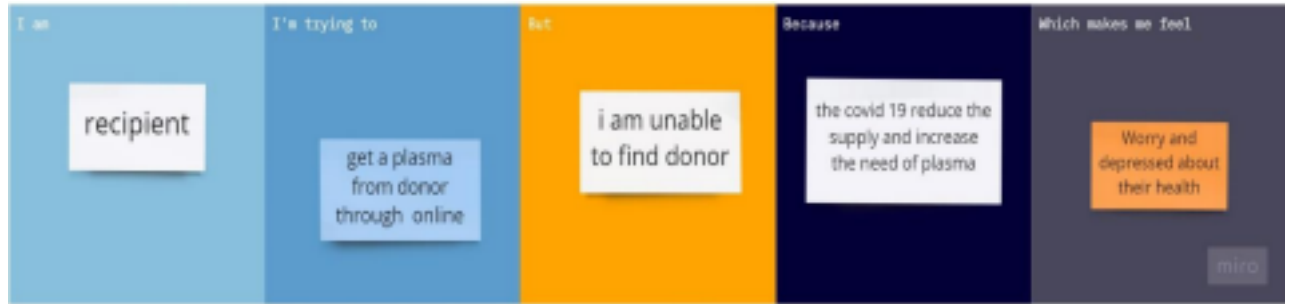 I am
recipient
I'm trying to
get a plasma
from donor
through online
But
i am unable
to find donor
Because
the covid 19 reduce the
supply and increase
the need of plasma
Which makes me feel
Worry and
depressed about
their health
miro